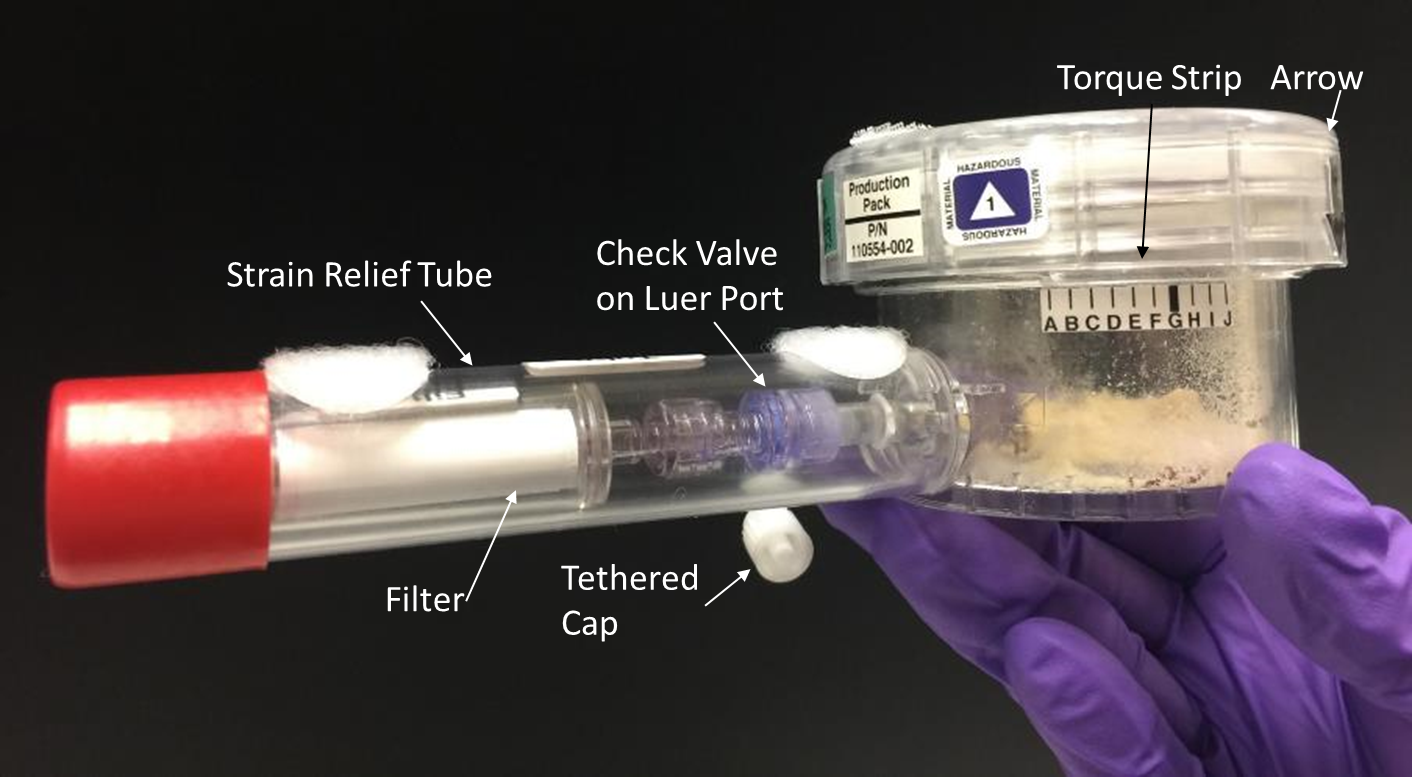 Torque Strip
Arrow
Production
Pack
P/N
110554-002
HAZARDOUS
MATERIAL
1
MATERIAL
HAZARDOUS
Check Valve
on Luer Port
Strain Relief Tube
A B C D E F G H I J
Filter
Tethered
Cap